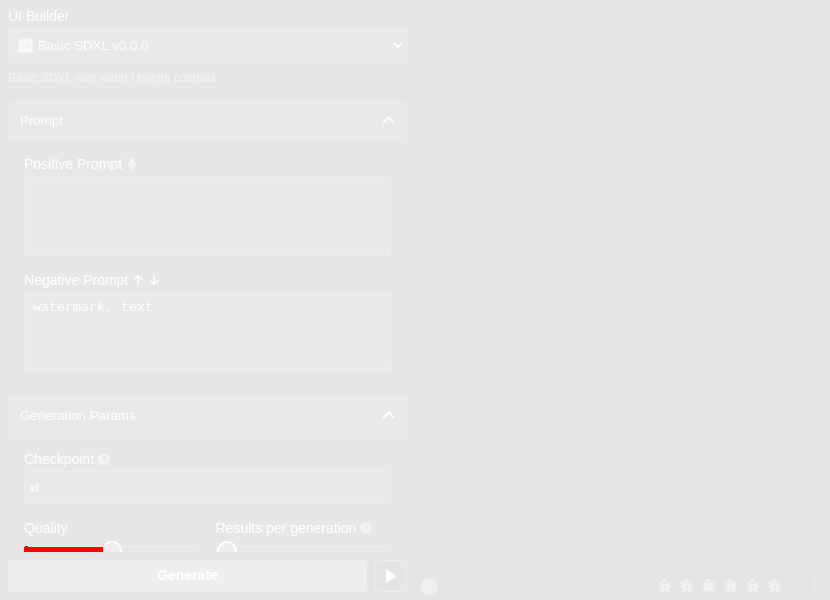 UI Builder
Basic SDXL v0.0.0
Basic SDXL with width / height controls
Prompt
Positive Prompt
Negative Prompt
watermark, text
Generation Params
Checkpoint
xl
Quality Results per generation
Generate